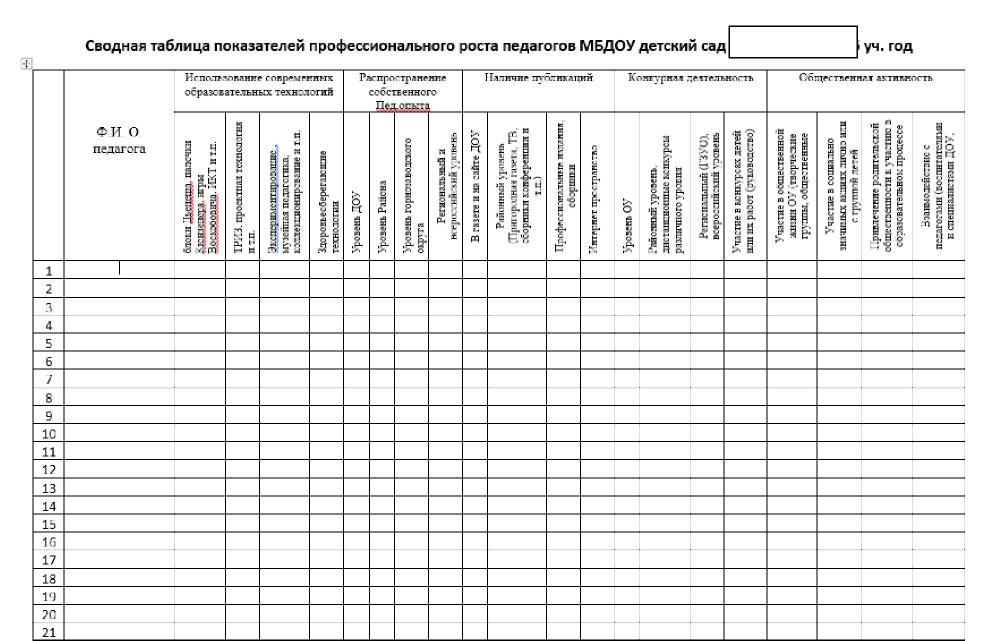 Сводная таблица показателей профессионального роста педагогов МБДОУ детский сад уч. год
Ф.И. О.
педагога
Использование современных
образовательных технологий
Распространение
собственного
Пед.опыта
Наличие публикаций
Конкурная деятельность
Общественная активность
блоки Дьенеша, палочки
Кюизенера, игры
Воскобовича, ИКТ и т.п.
ТРИЗ, проектная технология
и т.п.
Экспериментирование,
музейная педагогика,
коллекционирование и т.п.
Здоровьесберегающие
технологии
Уровень ДОУ
Уровень Района
Уровень горнозаводского
округа
Региональный и
всероссийский уровень
В газете и на сайте ДОУ
Районный уровень
(Пригородная газета, ТВ,
сборники конференции и
т.п.)
Профессиональные издания,
сборники
Интернет пространство
Уровень ОУ
Районный уровень,
дистанционные конкурсы
различного уровня
Региональный (ГЗУО),
всероссийский уровень
Участие в конкурсах детей
или их работ (руководство)
Участие в общественной
жизни ОУ (творческие
группы, общественные
Участие в социально
значимых акциях лично или
с группой детей
Привлечение родительской
общественности к участию в
образовательном процессе
Взаимодействие с
педагогами (воспитателями
и специалистами ДОУ,
1
2
3
4
5
6
7
8
9
10
11
12
13
14
15
16
17
18
19
20
21